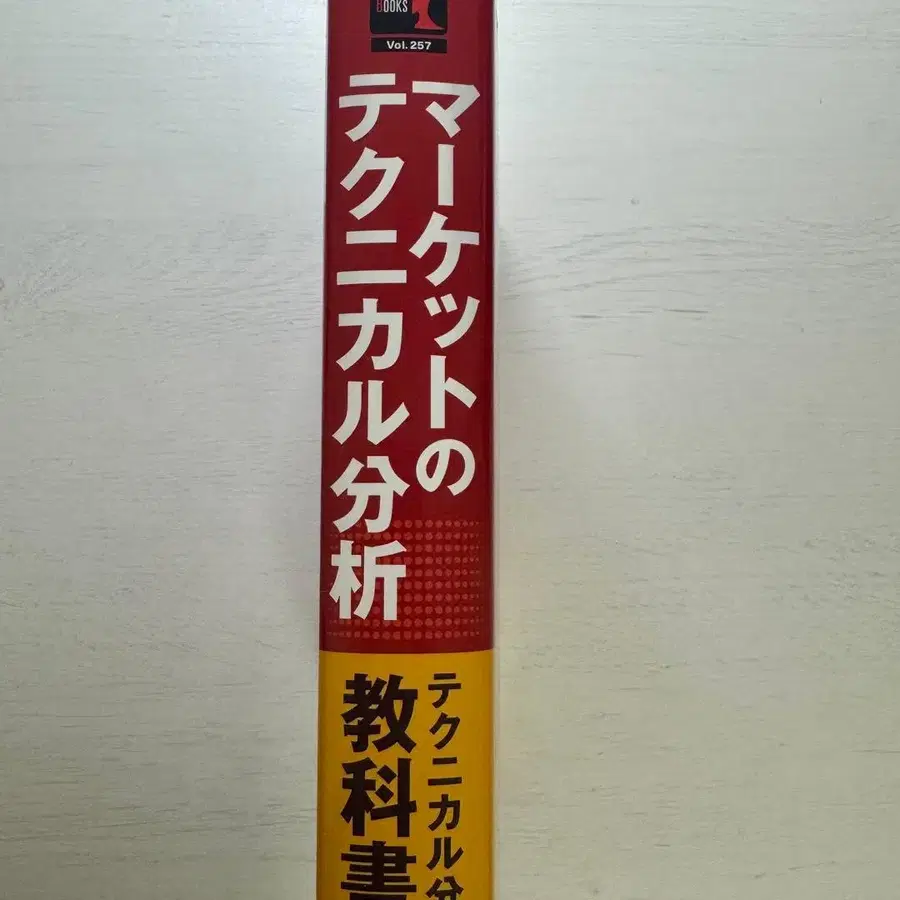 BOOKS
Vol.257
マーケットの
テクニカル分析
テクニカル分
教科書